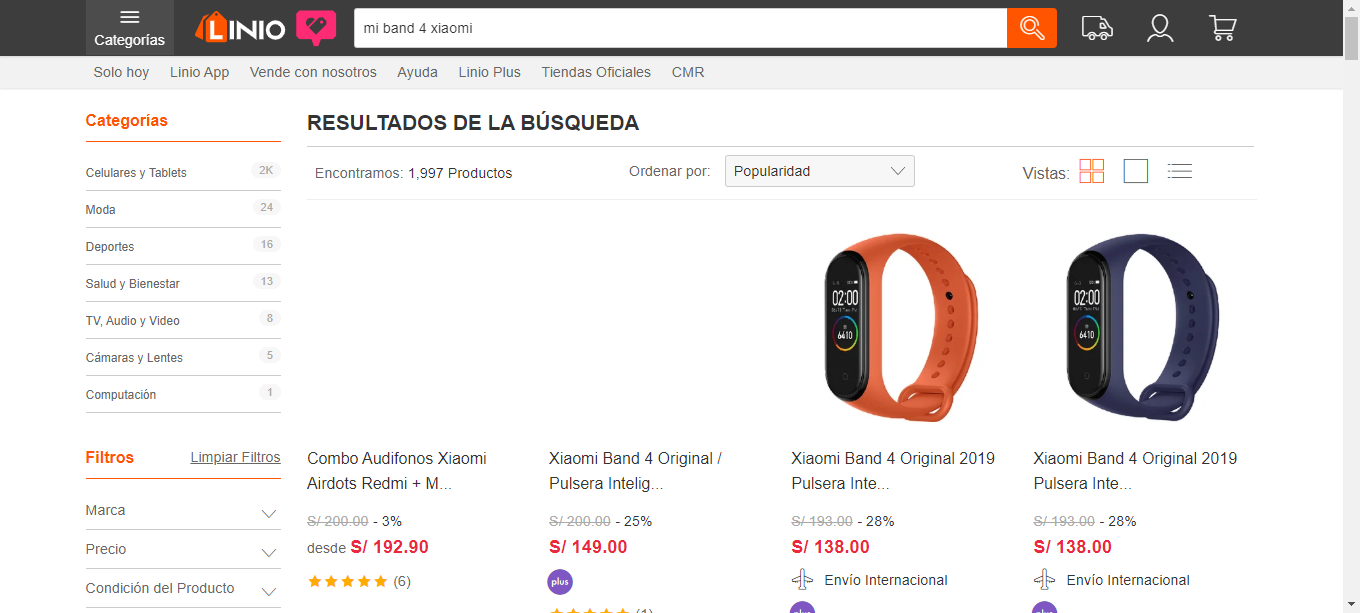 Categorías
LINIO
mi band 4 xiaomi
Solo hoy Linio App Vende con nosotros Ayuda Linio Plus Tiendas Oficiales CMR
Categorías
Celulares y Tablets 2K
Moda 24
Deportes 16
Salud y Bienestar 13
TV, Audio y Video 8
Cámaras y Lentes 5
Computación 1
Filtros Limpiar Filtros
Marca
Precio
Condición del Producto
RESULTADOS DE LA BÚSQUEDA
Encontramos: 1,997 Productos Ordenar por: Popularidad Vistas:
02:00
6410
02:00
6410
Combo Audifonos Xiaomi
Airdots Redmi + M...
S/ 200.00 - 3%
desde S/ 192.90
(6)
Xiaomi Band 4 Original /
Pulsera Intelig...
S/ 200.00 - 25%
S/ 149.00
plus
(1)
Xiaomi Band 4 Original 2019
Pulsera Inte...
S/ 193.00 - 28%
S/ 138.00
Envío Internacional
plus
Xiaomi Band 4 Original 2019
Pulsera Inte...
S/ 193.00 - 28%
S/ 138.00
Envío Internacional
plus